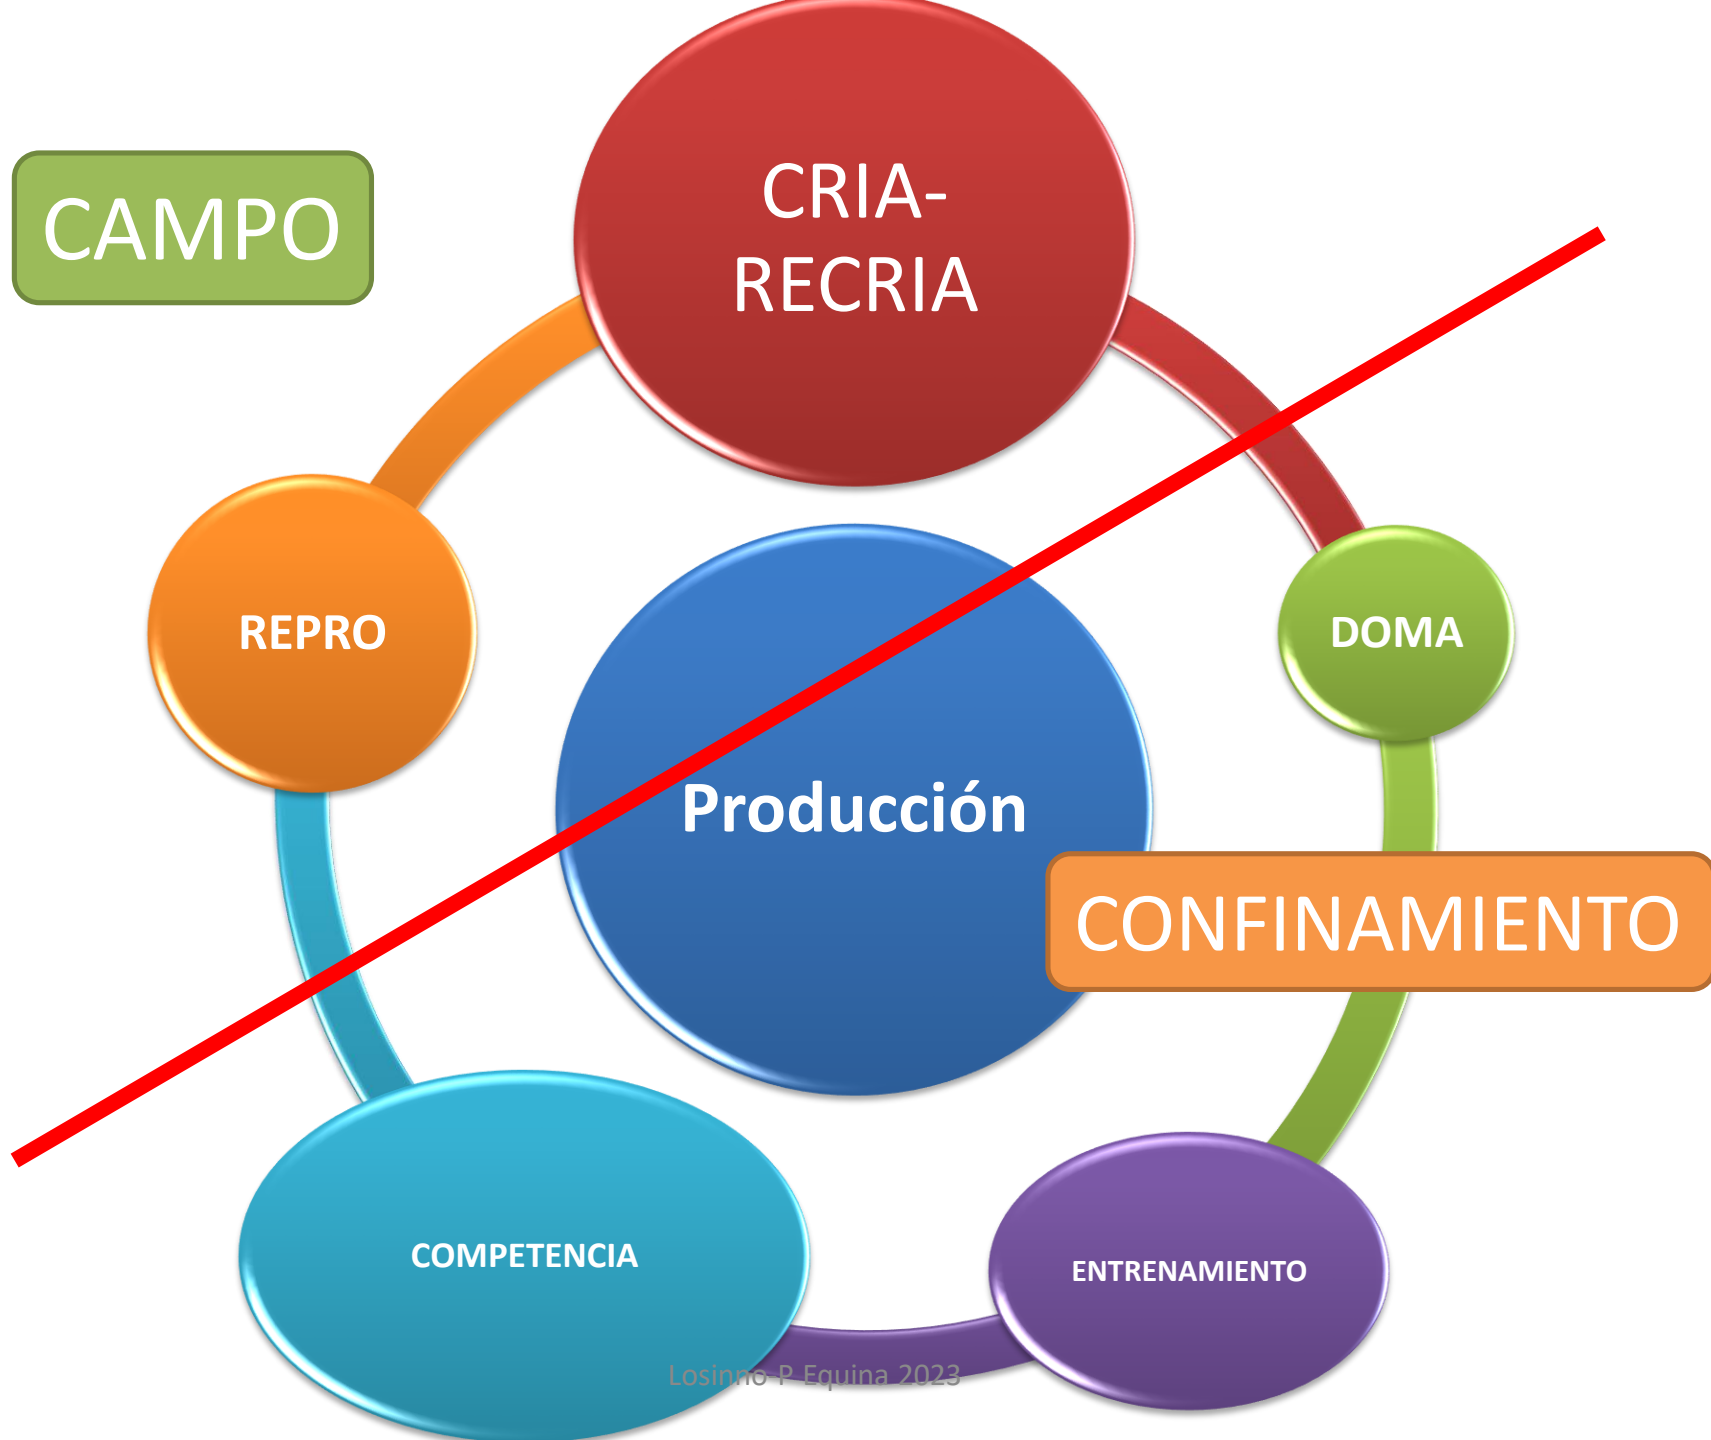 CAMPO
CRIA-
RECRIA
REPRO
DOMA
Producción
CONFINAMIENTO
COMPETENCIA
ENTRENAMIENTO
Losinno P Equina 2023